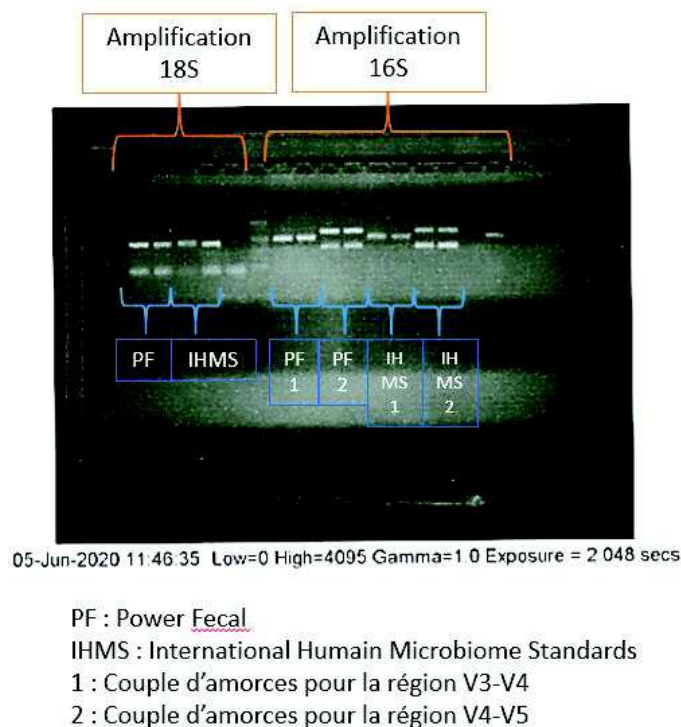 Amplification
18S
Amplification
16S
PF
IHMS
PF
1
PF
2
IH
MS
1
IH
MS
2
05-Jun-2020 11:46:35 Low=0 High=4095 Gamma=1 0 Exposure = 2 048 secs
PF : Power Fecal
IHMS : International Humain Microbiome Standards
1 : Couple d'amorces pour la région V3-V4
2 : Couple d'amorces pour la région V4-V5